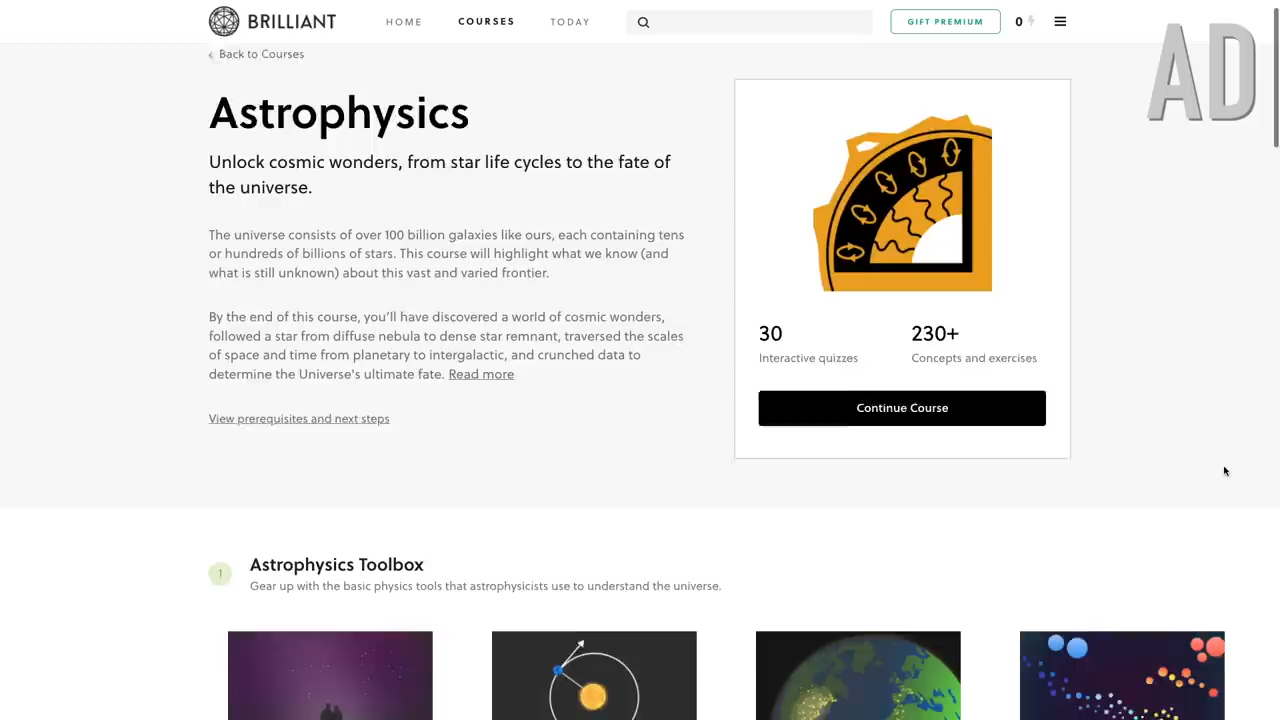 BRILLIANT
HOME COURSES TODAY
GIFT PREMIUM
0
AD
Back to Courses
Astrophysics
Unlock cosmic wonders, from star life cycles to the fate of
the universe.
The universe consists of over 100 billion galaxies like ours, each containing tens
or hundreds of billions of stars. This course will highlight what we know (and
what is still unknown) about this vast and varied frontier.
By the end of this course, you’ll have discovered a world of cosmic wonders,
followed a star from diffuse nebula to dense star remnant, traversed the scales
of space and time from planetary to intergalactic, and crunched data to
determine the Universe's ultimate fate. Read more
View prerequisites and next steps
30
Interactive quizzes
230+
Concepts and exercises
Continue Course
1
Astrophysics Toolbox
Gear up with the basic physics tools that astrophysicists use to understand the universe.